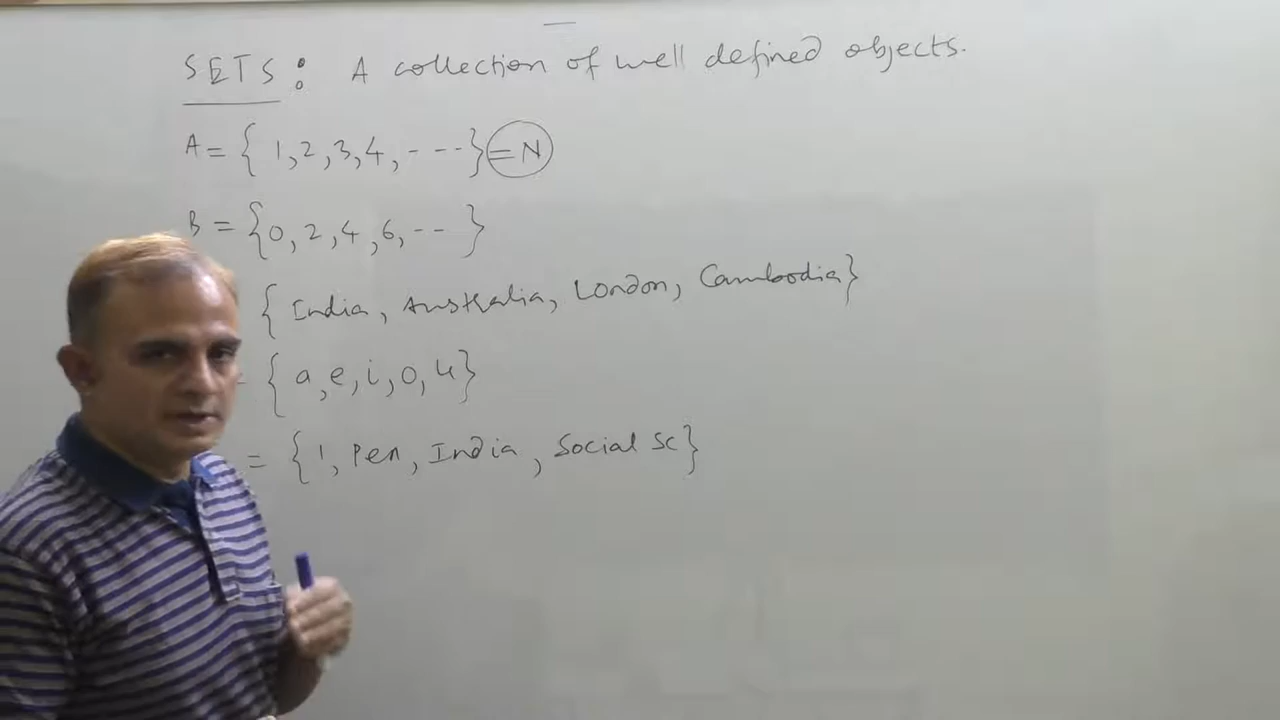 SETS: A collection of well defined objects.
A = { 1, 2, 3, 4, - - - - } = N
B = { 0, 2, 4, 6, - - }
{ India, Australia, London, Cambodia }
= { a, e, i, o, u }
= { 1, Pen, India, Social Sc }